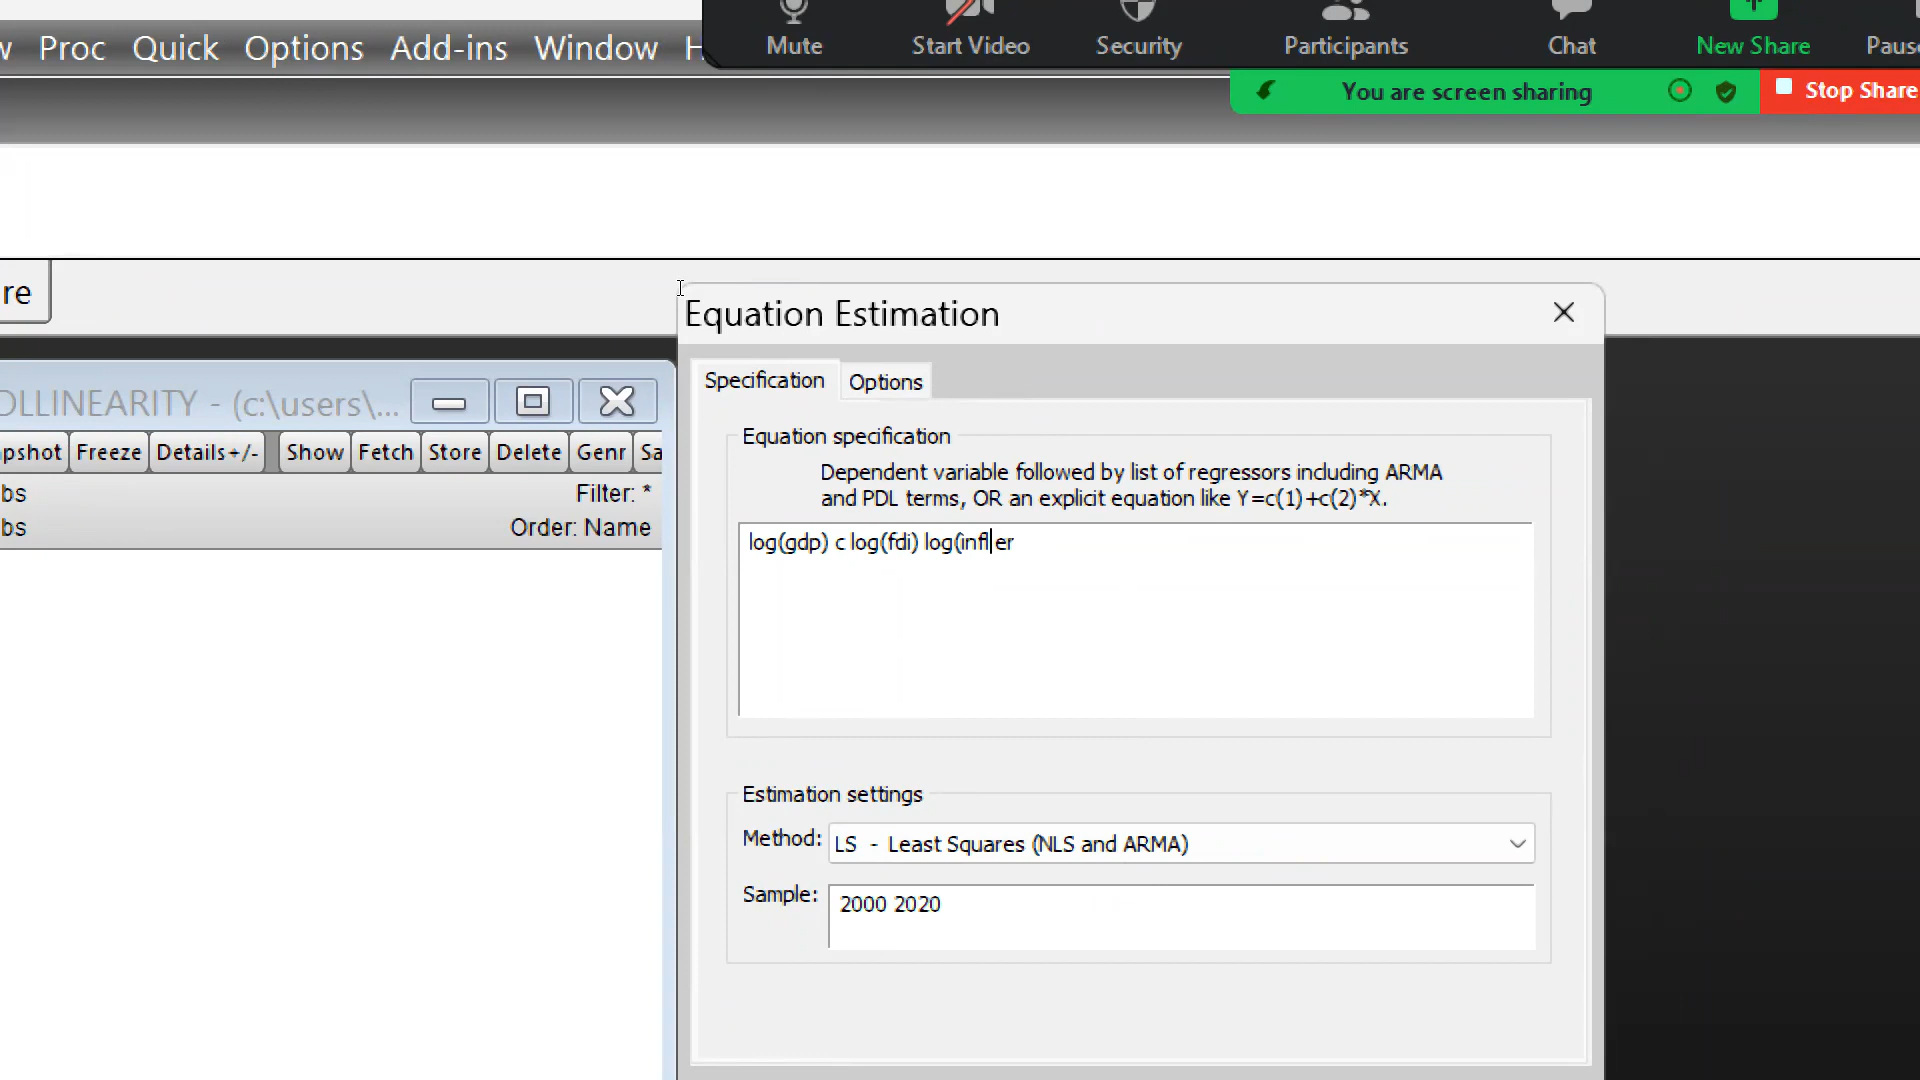 Mute
Start Video
Security
Participants
Chat
New Share
Proc Quick Options Add-ins Window
You are screen sharing
Stop Share
re
Equation Estimation
OLLINEARITY - (c:\users\...
Specification
Options
Equation specification
pshot Freeze Details+/- Show Fetch Store Delete Genr Sa
Dependent variable followed by list of regressors including ARMA
and PDL terms, OR an explicit equation like Y=c(1)+c(2)*X.
bs
Filter: *
bs
Order: Name
log(gdp) c log(fdi) log(infl er
Estimation settings
Method:
LS - Least Squares (NLS and ARMA)
Sample:
2000 2020